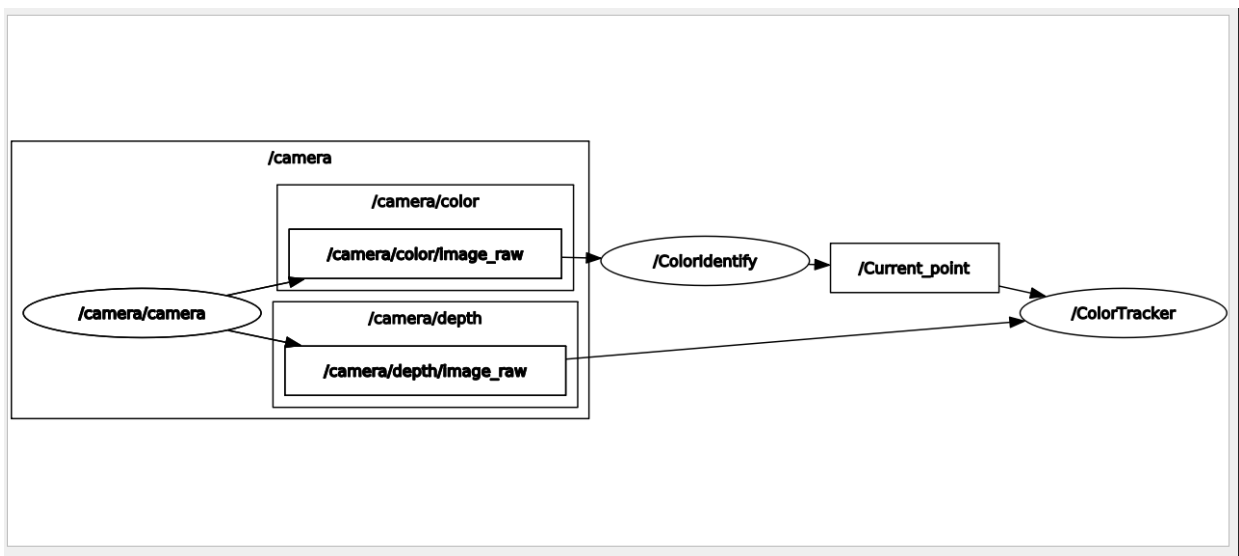 /camera
/camera/color
/camera/color/image_raw
/ColorIdentify
/Current_point
/camera/camera
/camera/depth
/ColorTracker
/camera/depth/image_raw